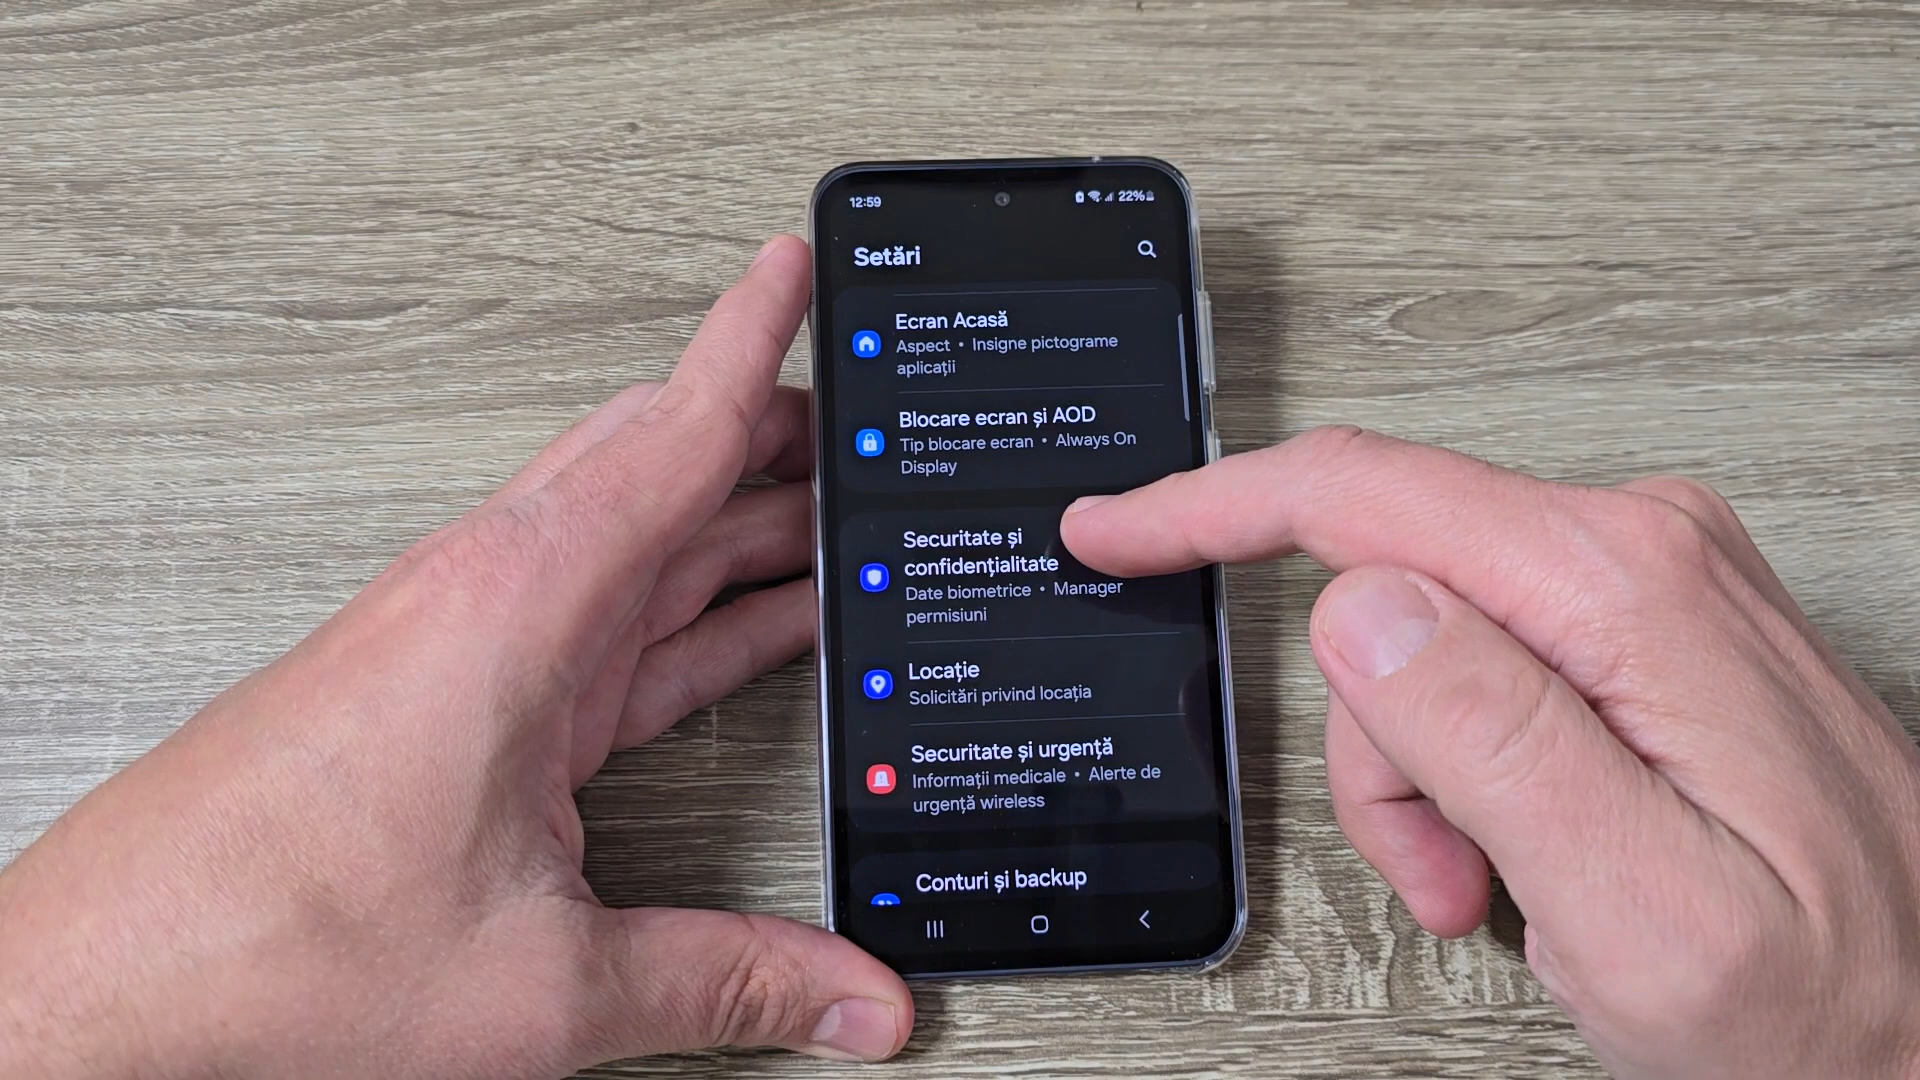 12:59
22%
Setări
Ecran Acasă
Aspect • Insigne pictograme
aplicații
Blocare ecran și AOD
Tip blocare ecran • Always On
Display
Securitate și
confidențialitate
Date biometrice • Manager
permisiuni
Locație
Solicitări privind locația
Securitate și urgență
Informații medicale • Alerte de
urgență wireless
Conturi și backup